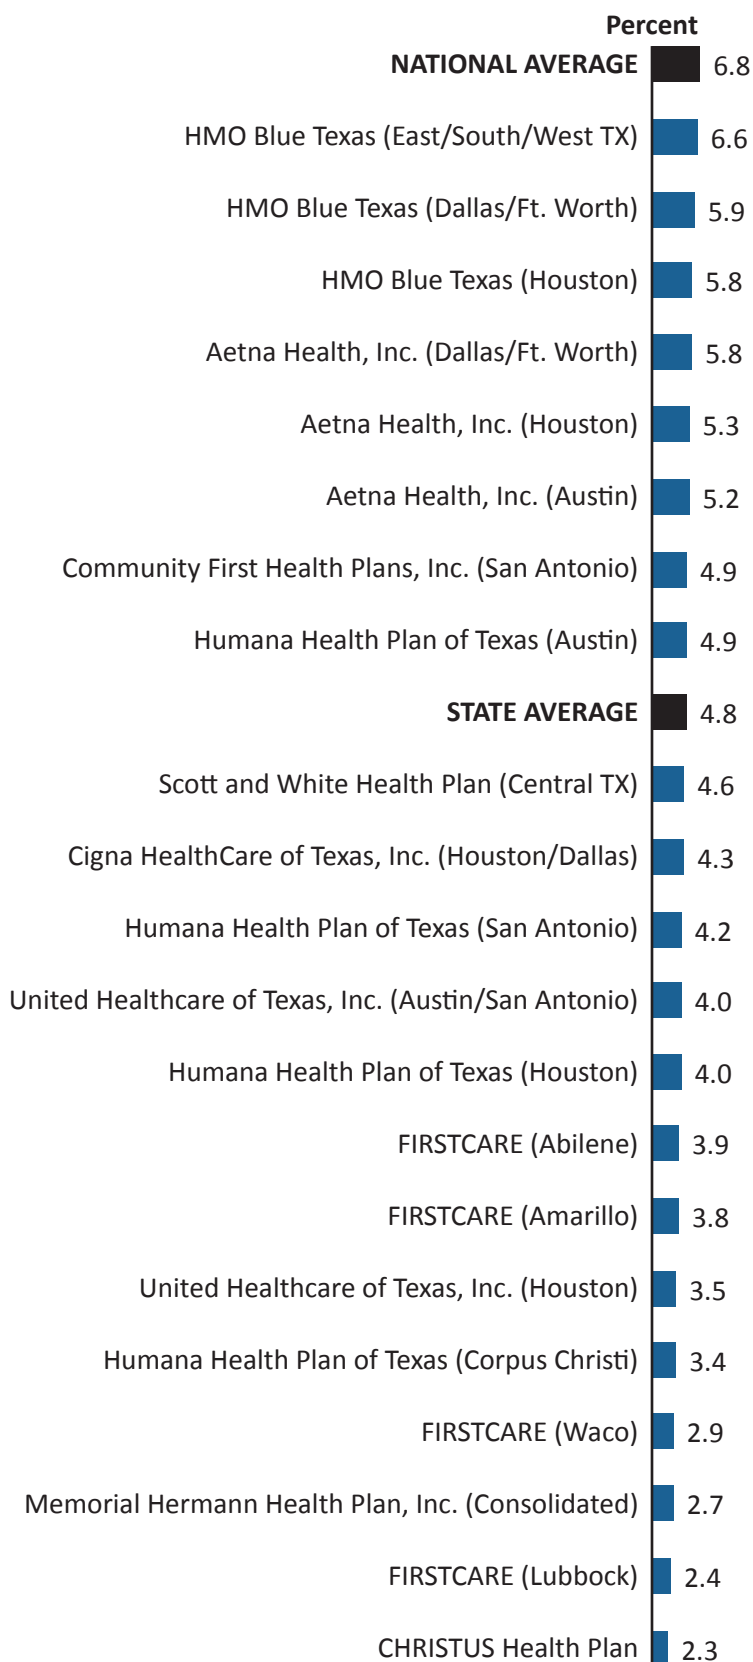 Percent
NATIONAL AVERAGE 6.8
HMO Blue Texas (East/South/West TX) 6.6
HMO Blue Texas (Dallas/Ft. Worth) 5.9
HMO Blue Texas (Houston) 5.8
Aetna Health, Inc. (Dallas/Ft. Worth) 5.8
Aetna Health, Inc. (Houston) 5.3
Aetna Health, Inc. (Austin) 5.2
Community First Health Plans, Inc. (San Antonio) 4.9
Humana Health Plan of Texas (Austin) 4.9
STATE AVERAGE 4.8
Scott and White Health Plan (Central TX) 4.6
Cigna HealthCare of Texas, Inc. (Houston/Dallas) 4.3
Humana Health Plan of Texas (San Antonio) 4.2
United Healthcare of Texas, Inc. (Austin/San Antonio) 4.0
Humana Health Plan of Texas (Houston) 4.0
FIRSTCARE (Abilene) 3.9
FIRSTCARE (Amarillo) 3.8
United Healthcare of Texas, Inc. (Houston) 3.5
Humana Health Plan of Texas (Corpus Christi) 3.4
FIRSTCARE (Waco) 2.9
Memorial Hermann Health Plan, Inc. (Consolidated) 2.7
FIRSTCARE (Lubbock) 2.4
CHRISTUS Health Plan 2.3